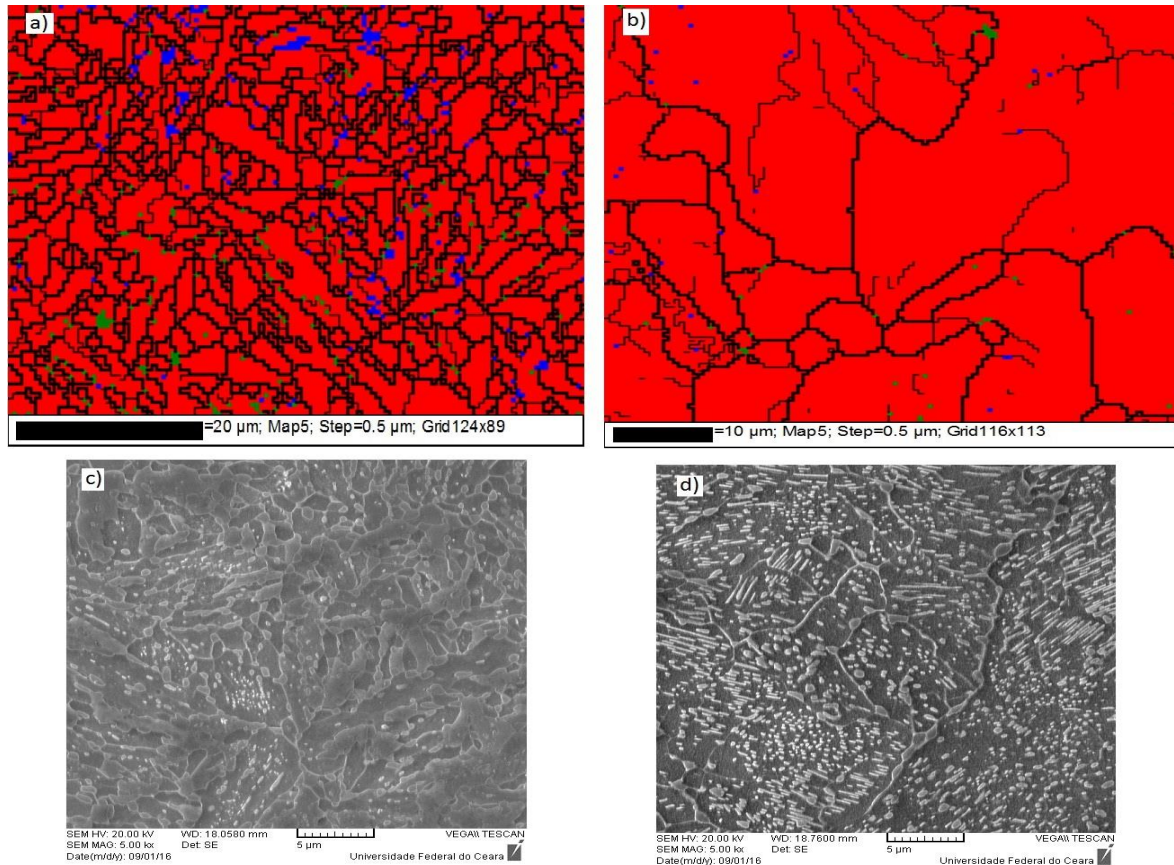 a)
b)
=20 µm; Map5; Step=0.5 µm; Grid124x89
=10 µm; Map5; Step=0.5 µm; Grid116x113
c)
d)
SEM HV: 20.00 kV WD: 18.0580 mm VEGA\\ TESCAN
SEM MAG: 5.00 kx Det: SE 5 µm
Date(m/d/y): 09/01/16 Universidade Federal do Ceara
SEM HV: 20.00 kV WD: 18.7600 mm VEGA\\ TESCAN
SEM MAG: 5.00 kx Det: SE 5 µm
Date(m/d/y): 09/01/16 Universidade Federal do Ceara